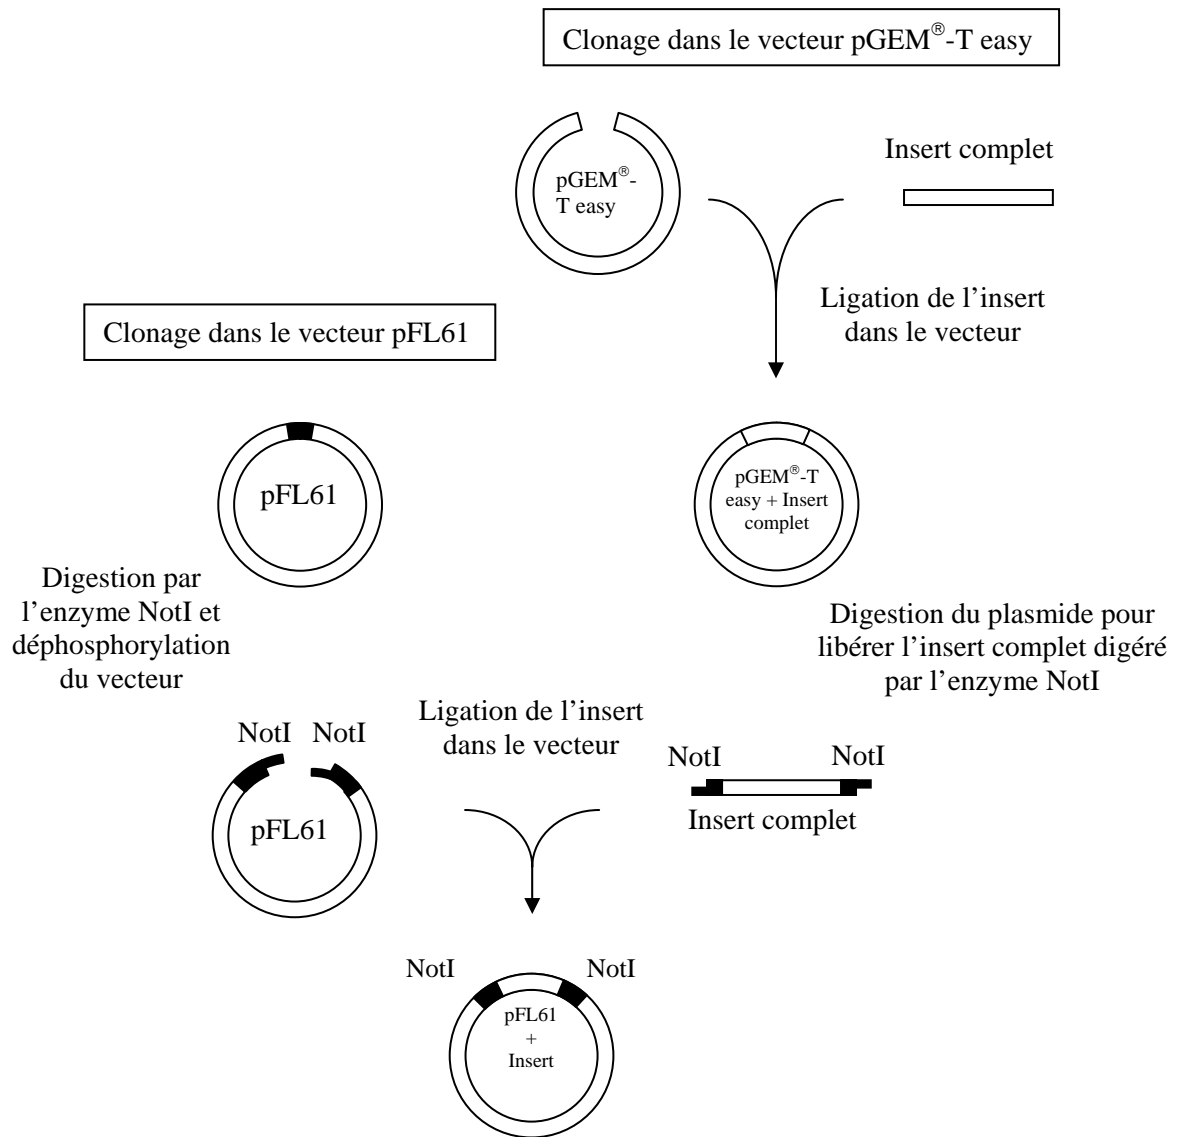 Clonage dans le vecteur pGEM®-T easy
pGEM®-
T easy
Insert complet
Ligation de l’insert
dans le vecteur
Clonage dans le vecteur pFL61
pFL61
pGEM®-T
easy + Insert
complet
Digestion par
l’enzyme NotI et
déphosphorylation
du vecteur
Digestion du plasmide pour
libérer l’insert complet digéré
par l’enzyme NotI
Ligation de l’insert
dans le vecteur
NotI NotI
pFL61
NotI NotI
Insert complet
NotI NotI
pFL61
+
Insert